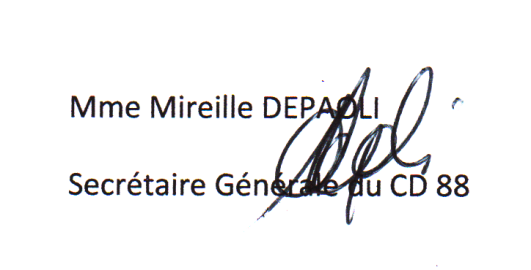 Mme Mireille DEPAOLI
Secrétaire Générale du CD 88